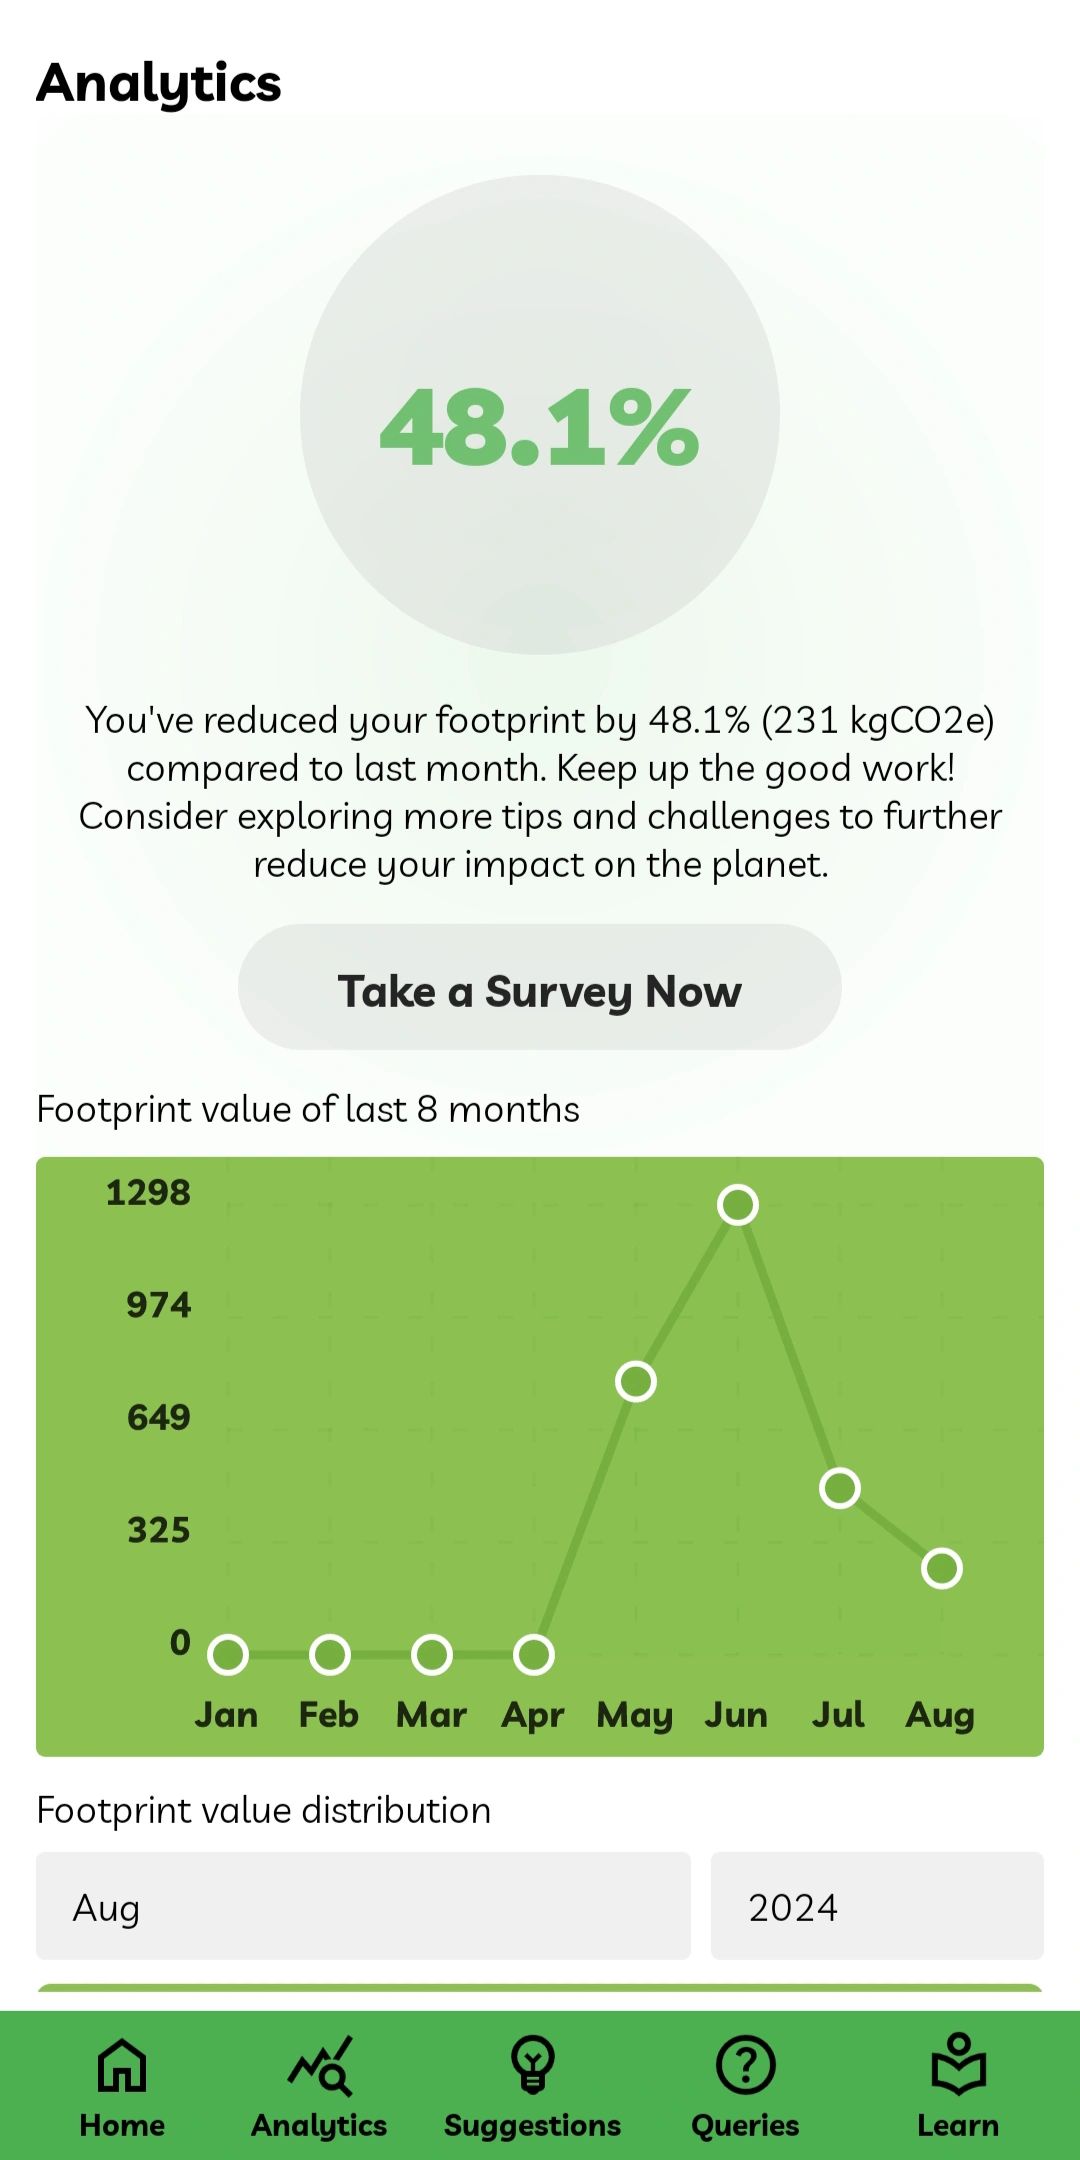 Analytics
48.1%
You've reduced your footprint by 48.1% (231 kgCO2e)
compared to last month. Keep up the good work!
Consider exploring more tips and challenges to further
reduce your impact on the planet.
Take a Survey Now
Footprint value of last 8 months
1298
974
649
325
0
Jan Feb Mar Apr May Jun Jul Aug
Footprint value distribution
Aug 2024
Home Analytics Suggestions Queries Learn